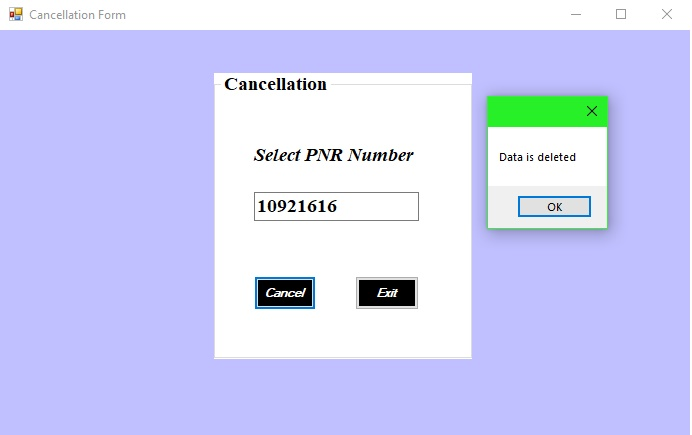 Cancellation Form
Cancellation
Select PNR Number
10921616
Cancel Exit
Data is deleted
OK